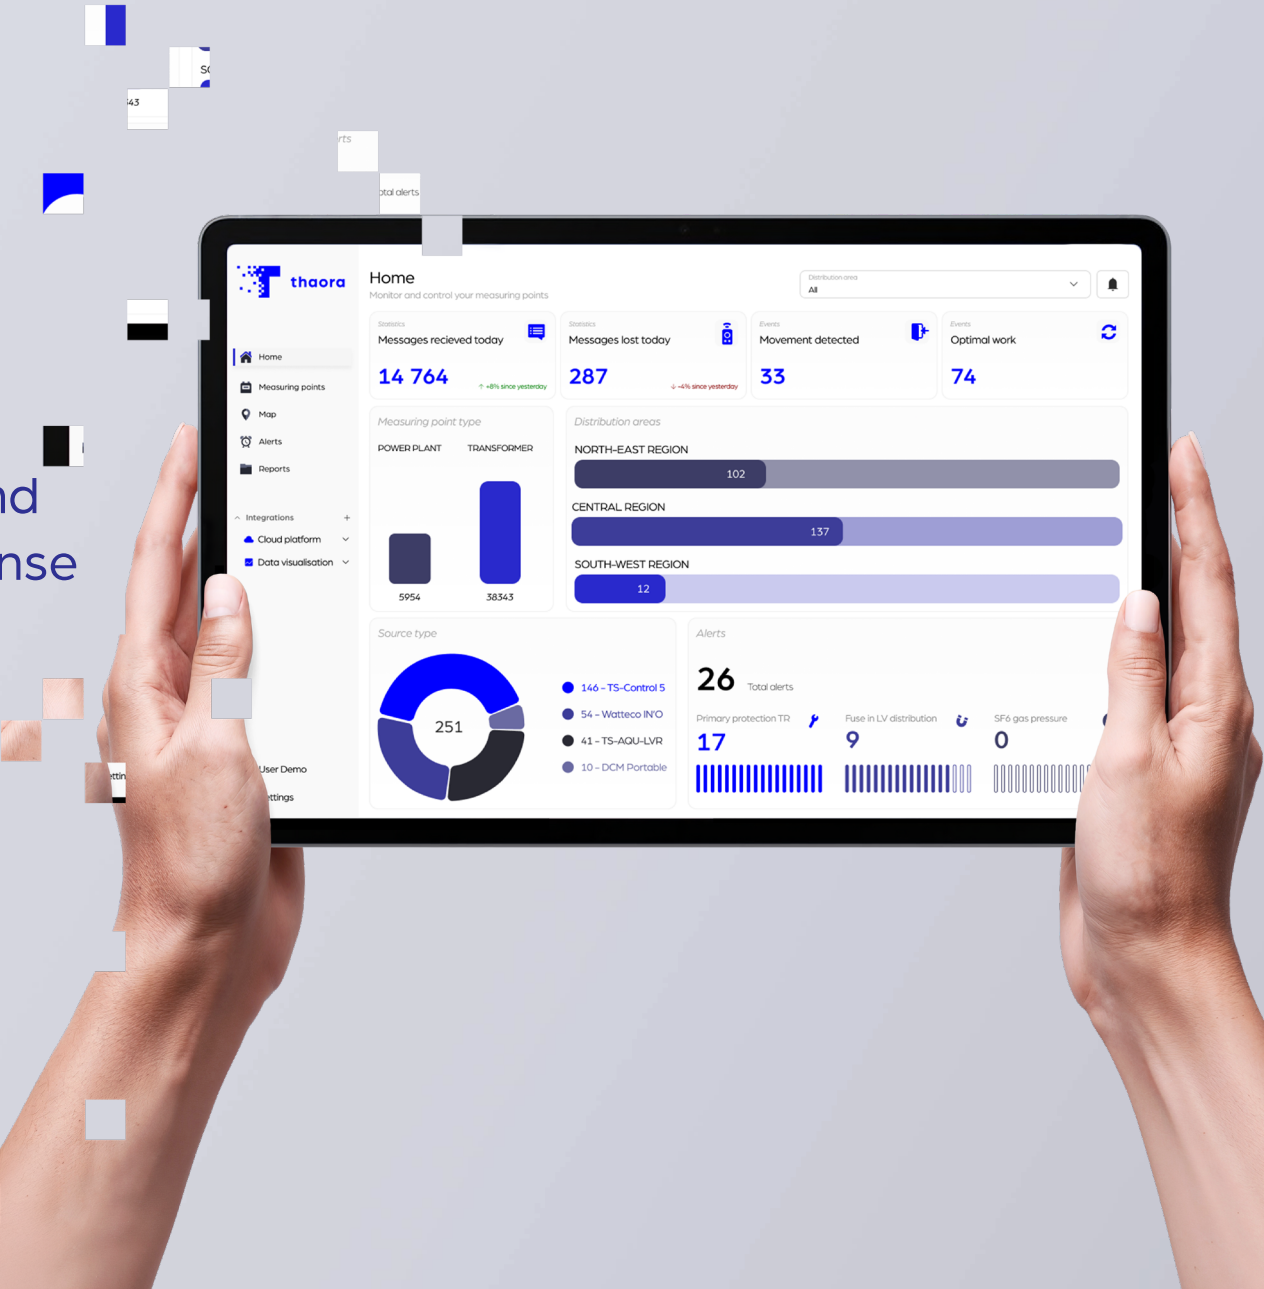 43
rts
otal alerts
nd
nse
thaora
Home
Measuring points
Map
Alerts
Reports
Integrations
Cloud platform
Data visualisation
User Demo
ettings
Home
Monitor and control your measuring points
Distribution area
All
Statistics
Messages recieved today
14 764
↑ +8% since yesterday
Statistics
Messages lost today
287
↓ -4% since yesterday
Events
Movement detected
33
Events
Optimal work
74
Measuring point type
POWER PLANT TRANSFORMER
5954 38343
Distribution areas
NORTH-EAST REGION
102
CENTRAL REGION
137
SOUTH-WEST REGION
12
Source type
251
146 - TS-Control 5
54 - Watteco IN'O
41 - TS-AQU-LVR
10 - DCM Portable
Alerts
26 Total alerts
Primary protection TR
17
Fuse in LV distribution
9
SF6 gas pressure
0